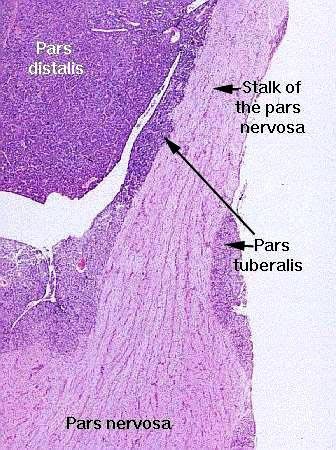 Pars
distalis
Stalk of
the pars
nervosa
Pars
tuberalis
Pars nervosa